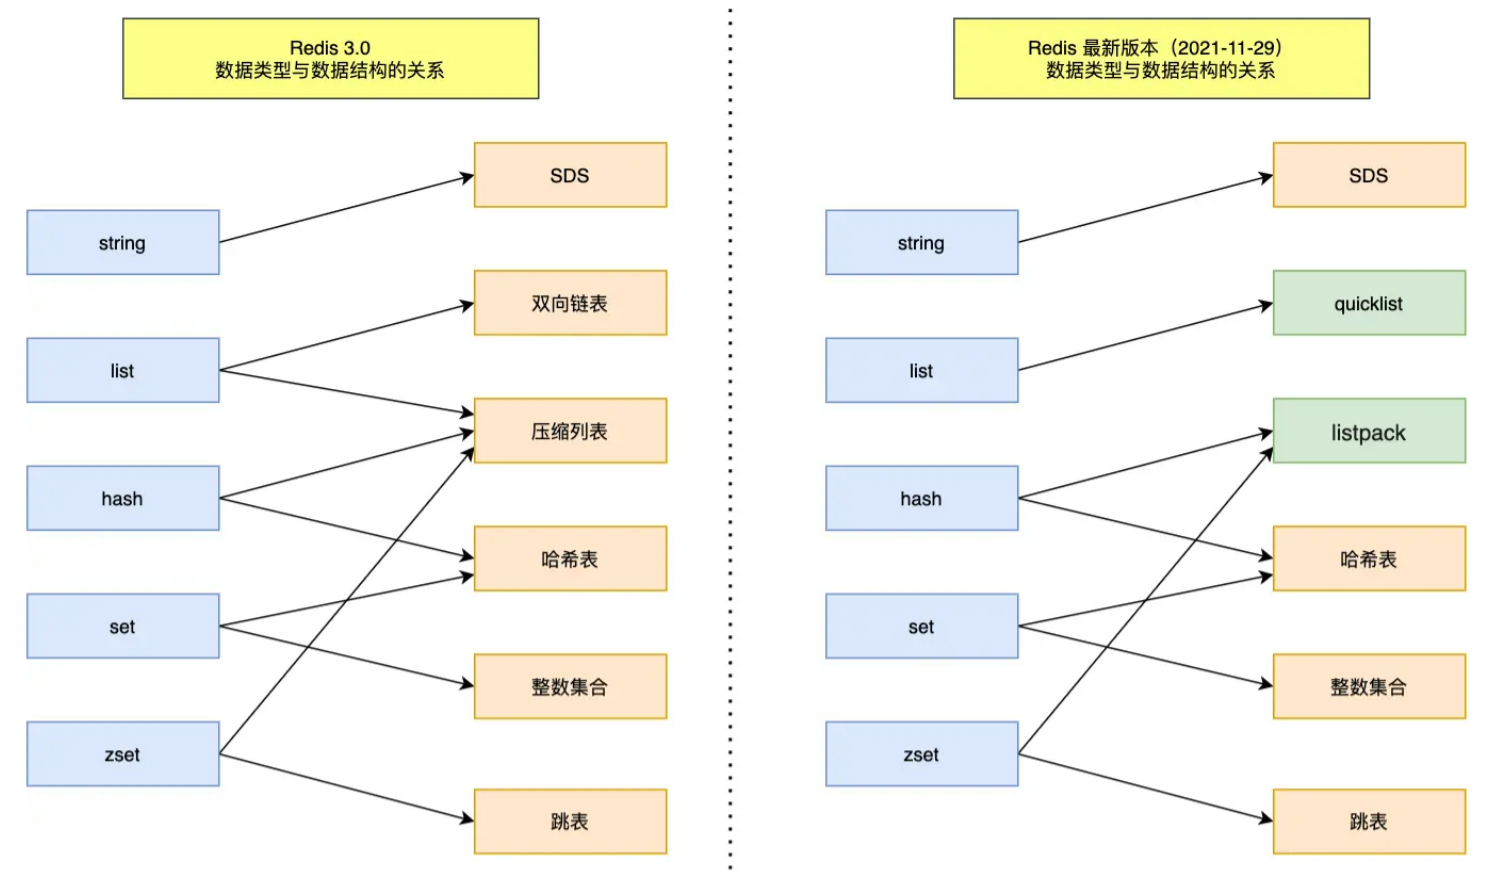 Redis 3.0
数据类型与数据结构的关系
SDS
string
双向链表
list
压缩列表
hash
哈希表
set
整数集合
zset
跳表
Redis 最新版本（2021-11-29）
数据类型与数据结构的关系
SDS
string
quicklist
list
listpack
hash
哈希表
set
整数集合
zset
跳表